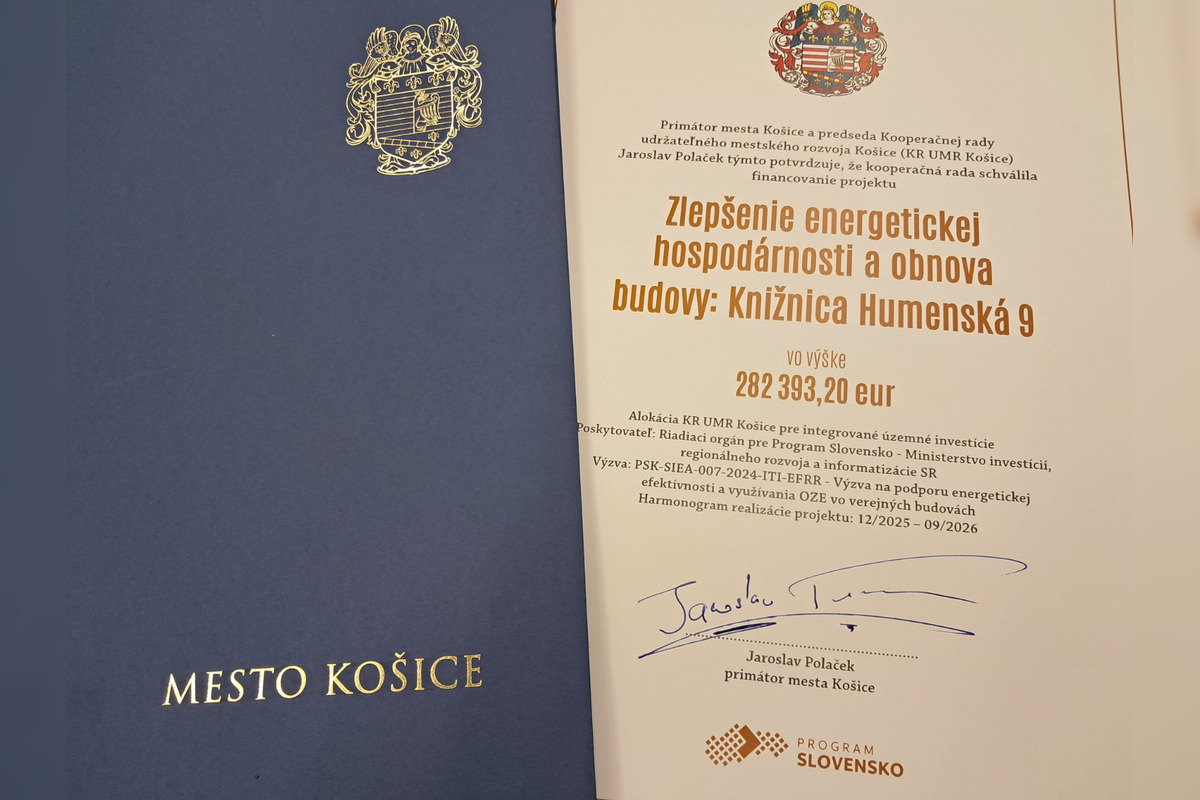 MESTO KOŠICE
Primátor mesta Košice a predseda Kooperačnej rady
udržateľného mestského rozvoja Košice (KR UMR Košice)
Jaroslav Polaček týmto potvrdzuje, že kooperačná rada schválila
financovanie projektu
Zlepšenie energetickej
hospodárnosti a obnova
budovy: Knižnica Humenská 9
vo výške
282 393,20 eur
Alokácia KR UMR Košice pre integrované územné investície
Poskytovateľ: Riadiaci orgán pre Program Slovensko - Ministerstvo investícií,
regionálneho rozvoja a informatizácie SR
Výzva: PSK-SIEA-007-2024-ITI-EFRR - Výzva na podporu energetickej
efektívnosti a využívania OZE vo verejných budovách
Harmonogram realizácie projektu: 12/2025 – 09/2026
Jaroslav
Jaroslav Polaček
primátor mesta Košice
PROGRAM
SLOVENSKO